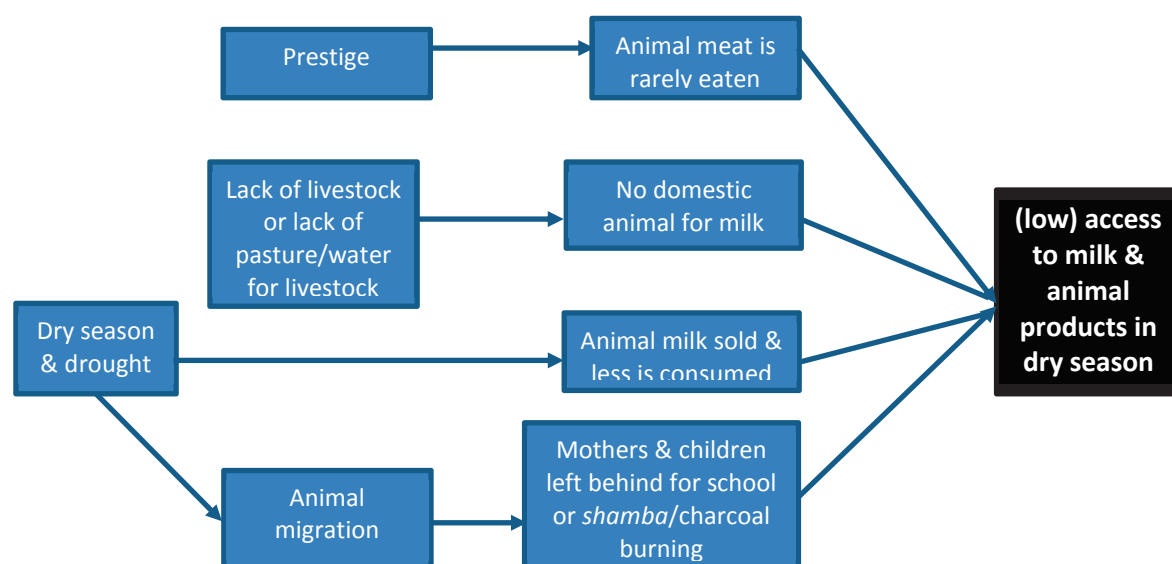 Prestige
Animal meat is
rarely eaten
Lack of livestock
or lack of
pasture/water
for livestock
No domestic
animal for milk
(low) access
to milk &
animal
products in
dry season
Dry season
& drought
Animal milk sold &
less is consumed
Animal
migration
Mothers & children
left behind for school
or shamba/charcoal
burning